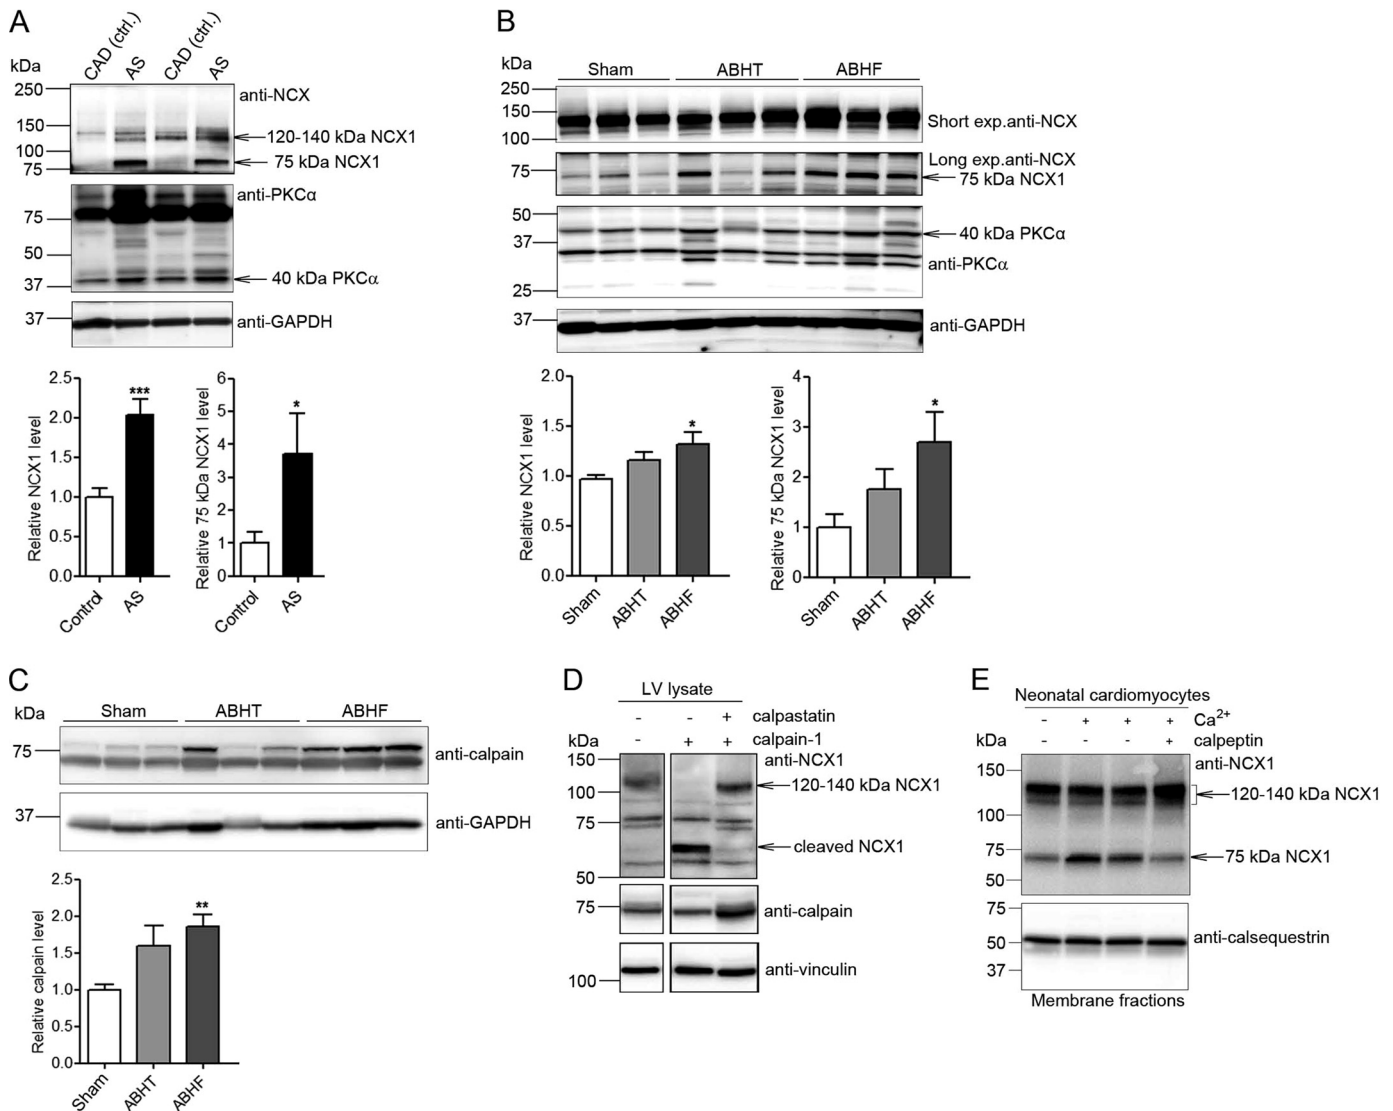 A
CAD (ctrl.)
AS
CAD (ctrl.)
AS
kDa
250
150
100
75
anti-NCX
120-140 kDa NCX1
75 kDa NCX1
anti-PKCα
75
50
37
40 kDa PKCα
37
anti-GAPDH
2.5
2.0
1.5
1.0
0.5
0.0
Relative NCX1 level
***
Control
AS
6
5
4
3
2
1
0
Relative 75 kDa NCX1 level
*
Control
AS
B
kDa
Sham
ABHT
ABHF
250
150
100
Short exp.anti-NCX
75
Long exp.anti-NCX
75 kDa NCX1
50
37
25
40 kDa PKCα
anti-PKCα
37
anti-GAPDH
2.0
1.5
1.0
0.5
0.0
Relative NCX1 level
*
Sham
ABHT
ABHF
4
3
2
1
0
Relative 75 kDa NCX1 level
*
Sham
ABHT
ABHF
C
kDa
Sham
ABHT
ABHF
75
anti-calpain
37
anti-GAPDH
2.5
2.0
1.5
1.0
0.5
0.0
Relative calpain level
**
Sham
ABHT
ABHF
D
LV lysate
- - + calpastatin
kDa - + + calpain-1
150
100
75
50
anti-NCX1
120-140 kDa NCX1
cleaved NCX1
75
anti-calpain
100
anti-vinculin
E
Neonatal cardiomyocytes
- + + + Ca2+
kDa - - - + calpeptin
150
100
75
50
anti-NCX1
120-140 kDa NCX1
75 kDa NCX1
75
50
37
anti-calsequestrin
Membrane fractions